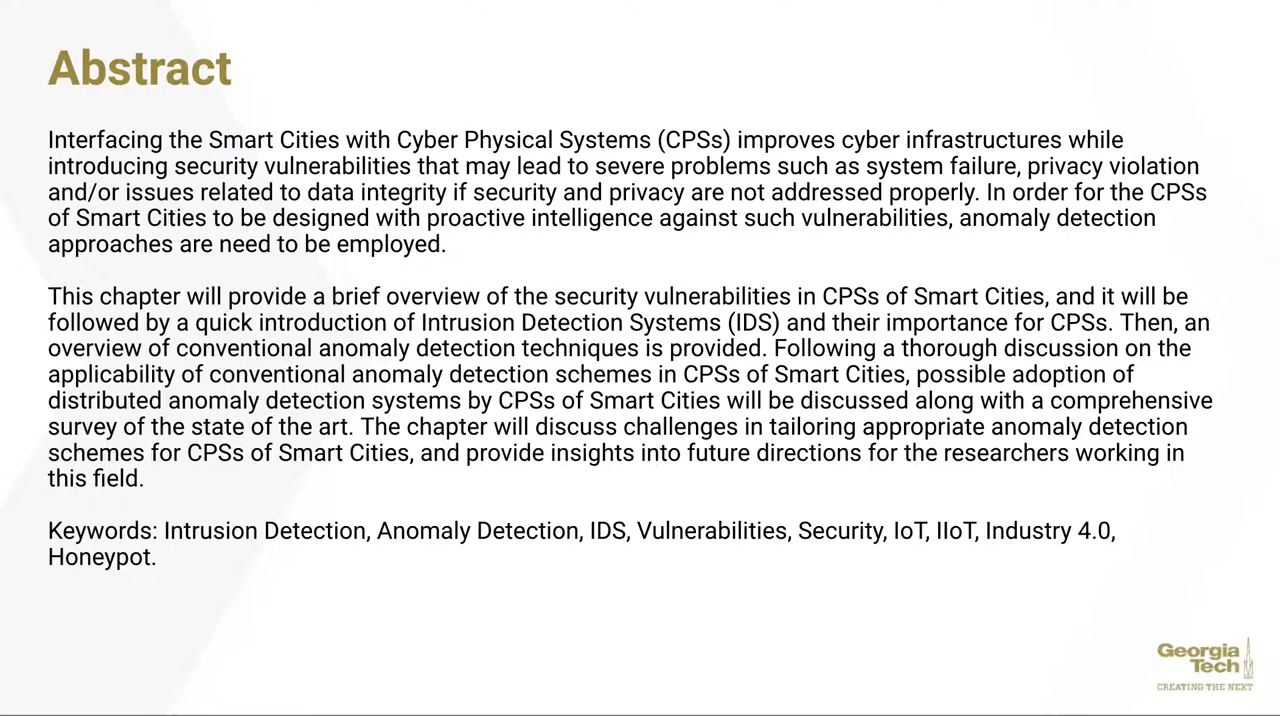 Abstract
Interfacing the Smart Cities with Cyber Physical Systems (CPSs) improves cyber infrastructures while
introducing security vulnerabilities that may lead to severe problems such as system failure, privacy violation
and/or issues related to data integrity if security and privacy are not addressed properly. In order for the CPSs
of Smart Cities to be designed with proactive intelligence against such vulnerabilities, anomaly detection
approaches are need to be employed.
This chapter will provide a brief overview of the security vulnerabilities in CPSs of Smart Cities, and it will be
followed by a quick introduction of Intrusion Detection Systems (IDS) and their importance for CPSs. Then, an
overview of conventional anomaly detection techniques is provided. Following a thorough discussion on the
applicability of conventional anomaly detection schemes in CPSs of Smart Cities, possible adoption of
distributed anomaly detection systems by CPSs of Smart Cities will be discussed along with a comprehensive
survey of the state of the art. The chapter will discuss challenges in tailoring appropriate anomaly detection
schemes for CPSs of Smart Cities, and provide insights into future directions for the researchers working in
this field.
Keywords: Intrusion Detection, Anomaly Detection, IDS, Vulnerabilities, Security, IoT, IIoT, Industry 4.0,
Honeypot.
Georgia
Tech
CREATING THE NEXT